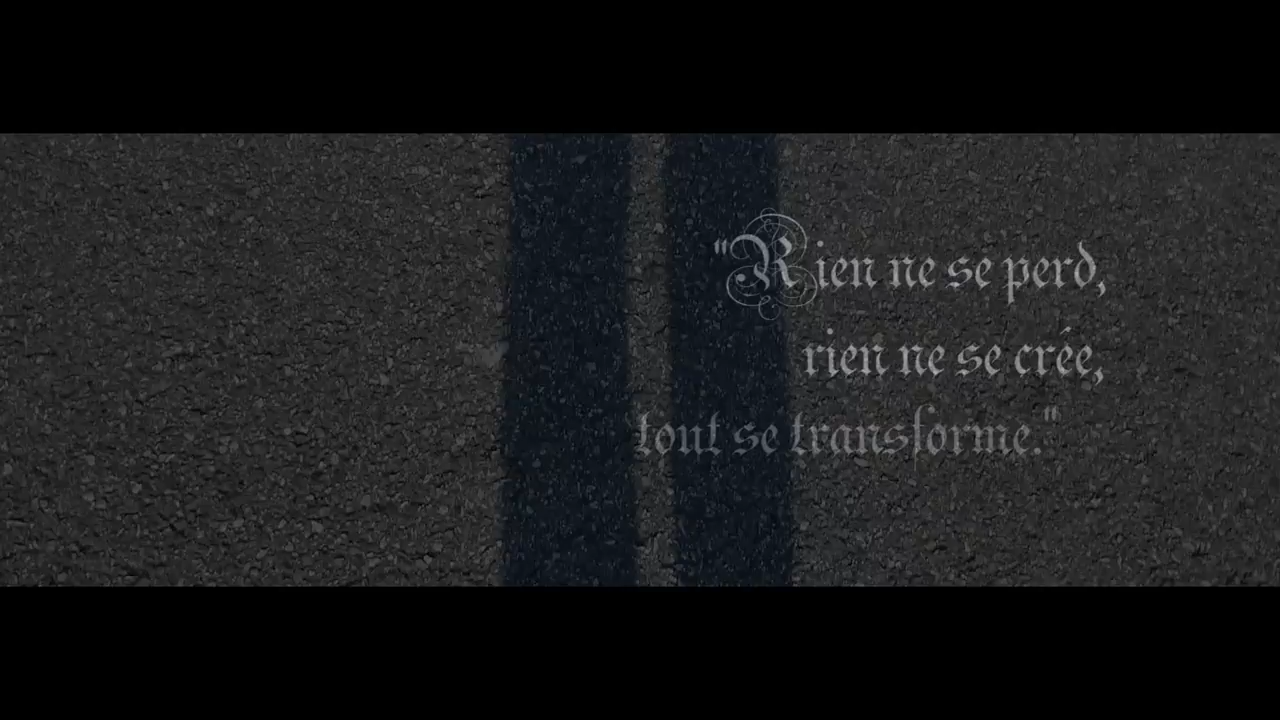 "Rien ne se perd,
rien ne se crée,
tout se transforme."